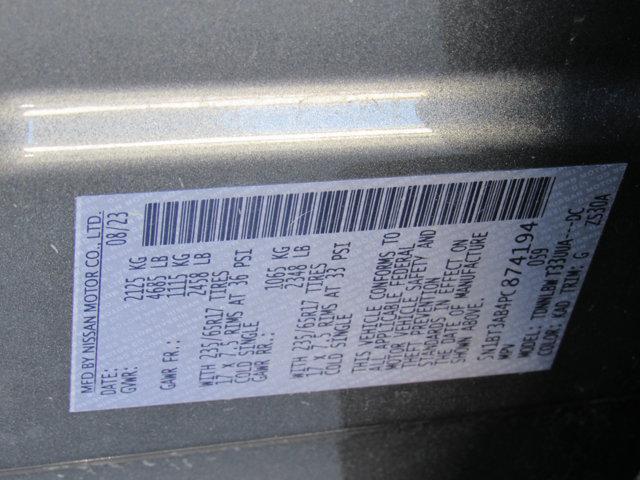 MFD BY NISSAN MOTOR CO., LTD.
DATE: 08/23
GVWR: 2125 KG
4685 LB
GAWR FR.: 1115 KG
2458 LB
WITH 235/65R17 TIRES
17 x 7.5 RIMS AT 36 PSI
COLD SINGLE
GAWR RR.: 1065 KG
2348 LB
WITH 235/65R17 TIRES
17 x 7.5 RIMS AT 33 PSI
COLD SINGLE
THIS VEHICLE CONFORMS TO
ALL APPLICABLE FEDERAL
MOTOR VEHICLE SAFETY AND
THEFT PREVENTION
STANDARDS IN EFFECT ON
THE DATE OF MANUFACTURE
SHOWN ABOVE.
5N1BT3AB4PC874194
MPV 059
MODEL: TDNNLBW T33UUA---DC
COLOR: KAD TRIM: G ZS30A